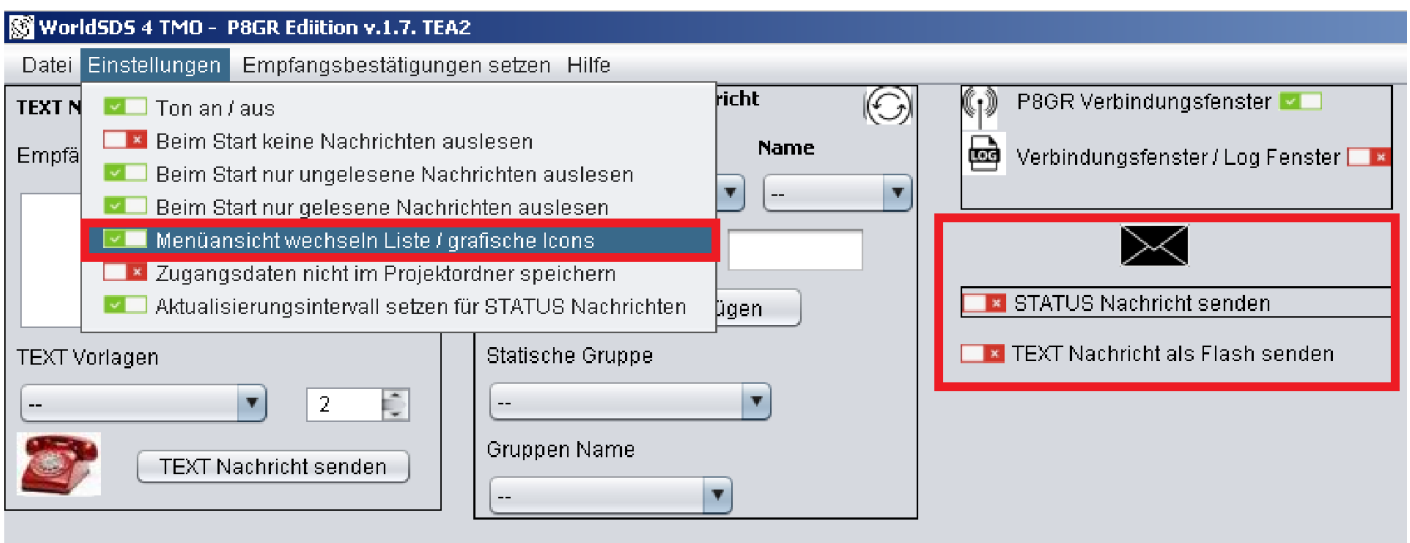 WorldSDS 4 TMO - P8GR Ediition v.1.7. TEA2
Datei Einstellungen Empfangsbestätigungen setzen Hilfe
TEXT N
Empfä
Ton an / aus
Beim Start keine Nachrichten auslesen
Beim Start nur ungelesene Nachrichten auslesen
Beim Start nur gelesene Nachrichten auslesen
Menüansicht wechseln Liste / grafische Icons
Zugangsdaten nicht im Projektordner speichern
Aktualisierungsintervall setzen für STATUS Nachrichten
TEXT Vorlagen
--
2
TEXT Nachricht senden
richt
Name
--
ügen
Statische Gruppe
--
Gruppen Name
--
P8GR Verbindungsfenster
LOG
Verbindungsfenster / Log Fenster
STATUS Nachricht senden
TEXT Nachricht als Flash senden